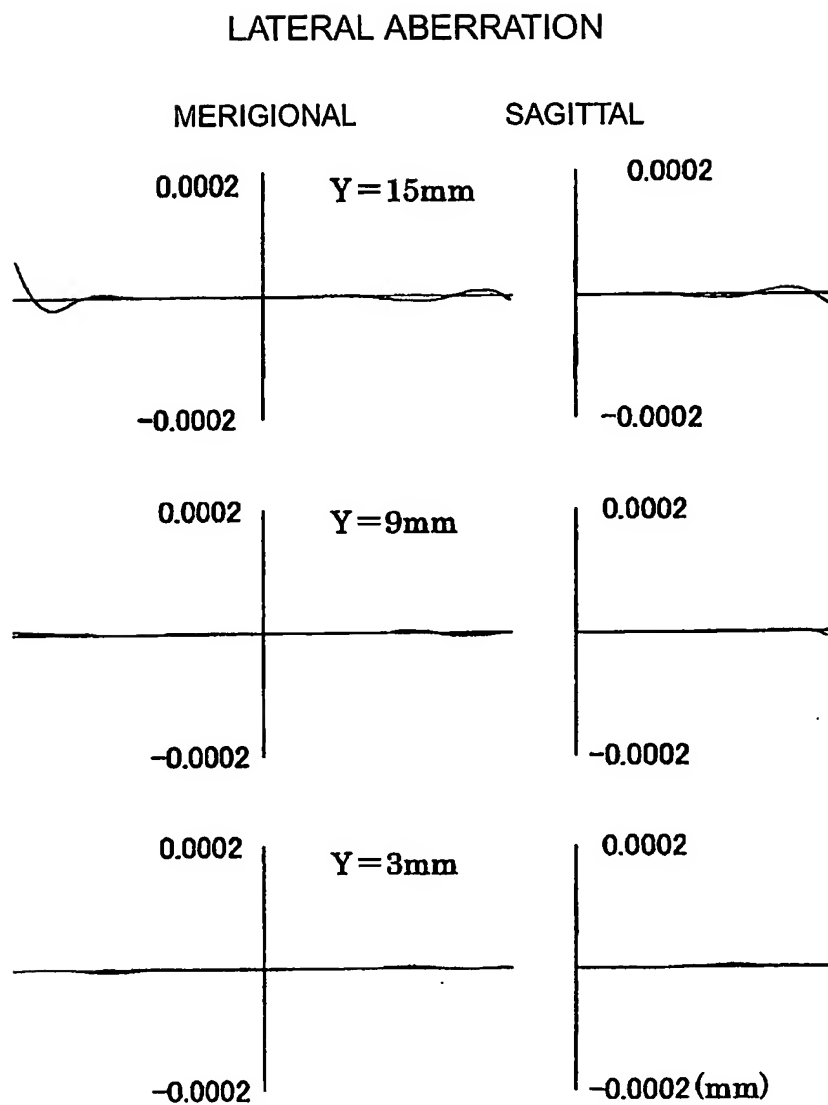 LATERAL ABERRATION
MERIGIONAL SAGITTAL
0.0002 Y=15mm 0.0002
−0.0002 −0.0002
0.0002 Y=9mm 0.0002
−0.0002 −0.0002
0.0002 Y=3mm 0.0002
−0.0002 −0.0002(mm)